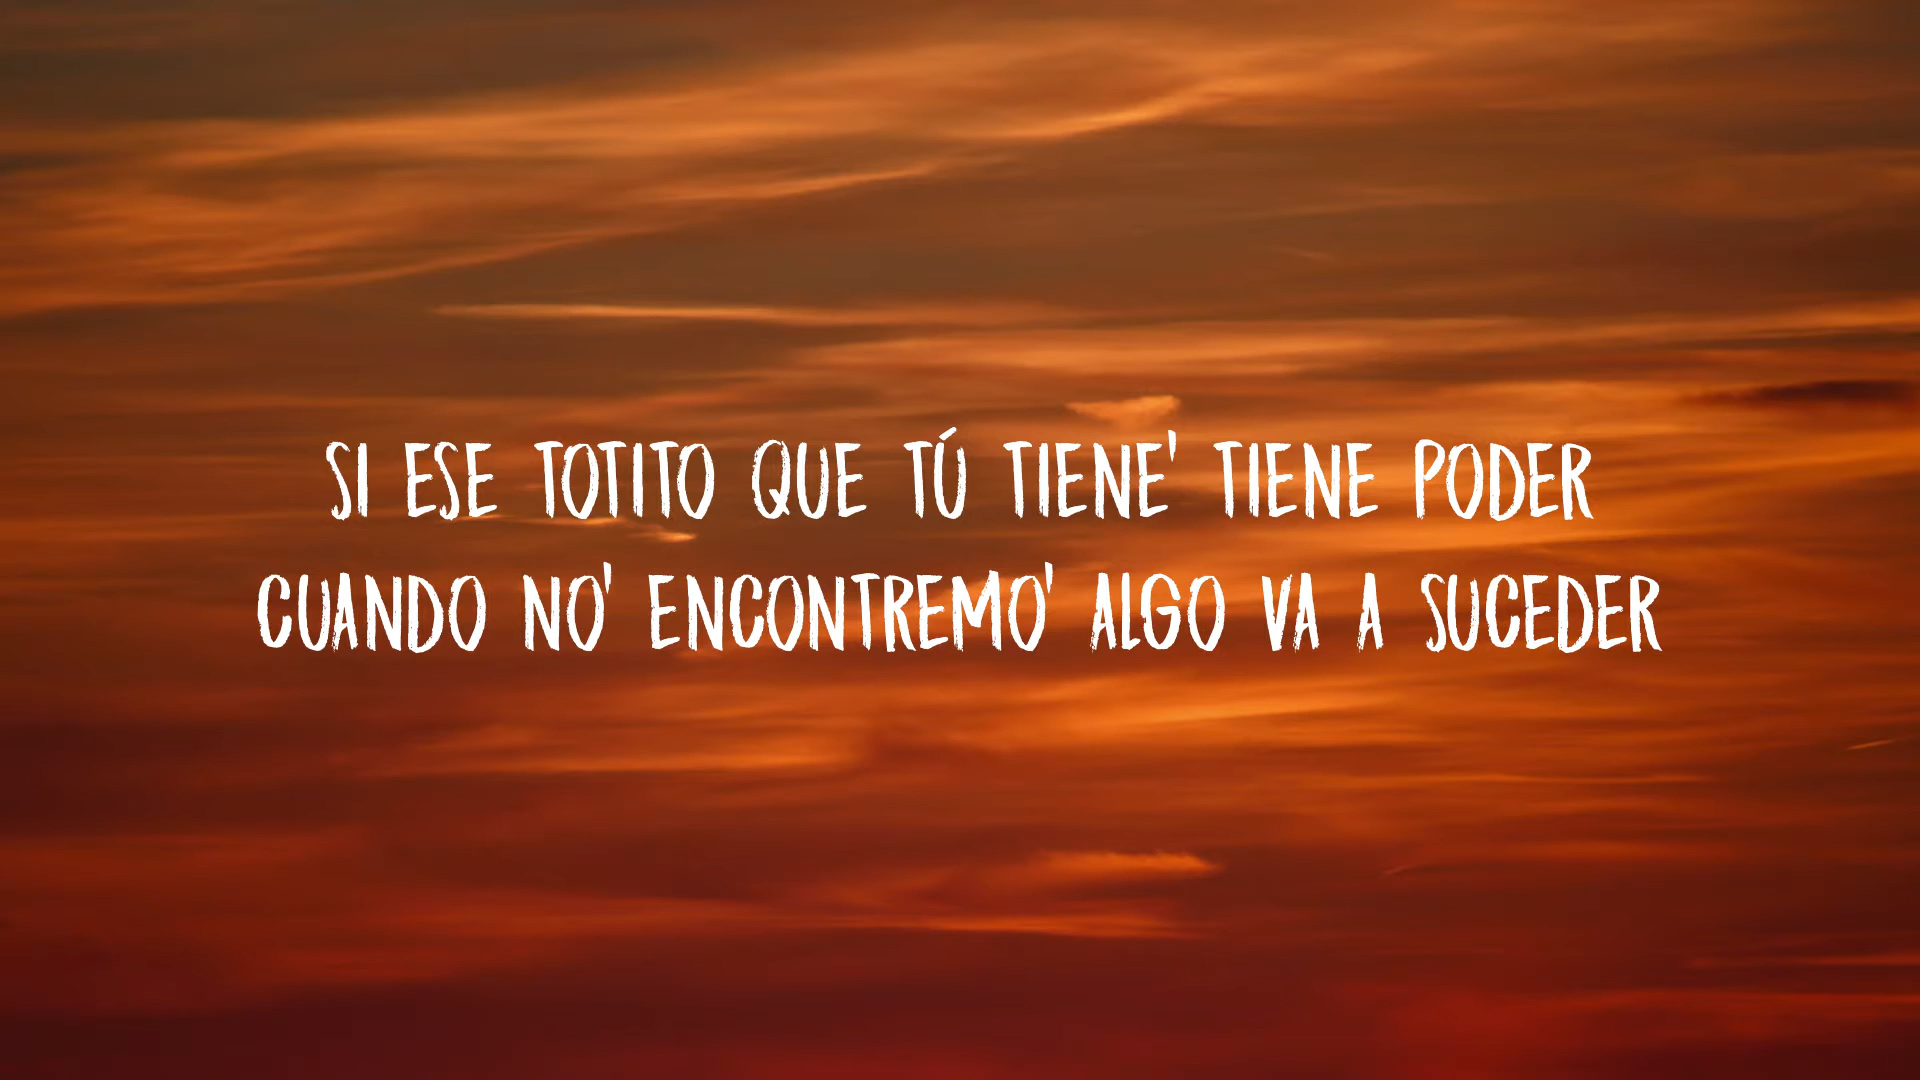 SI ESE TOTITO QUE TÚ TIENE' TIENE PODER
CUANDO NO' ENCONTREMO' ALGO VA A SUCEDER